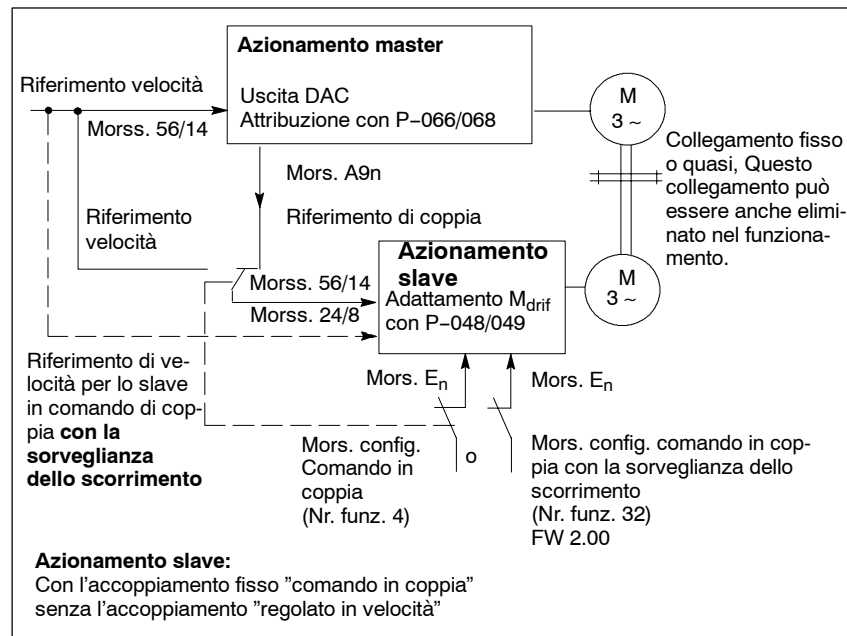 Azionamento master
Riferimento velocità
Uscita DAC
Attribuzione con P–066/068
Morss. 56/14
M
3 ~
Collegamento fisso
o quasi, Questo
collegamento può
essere anche elimi-
nato nel funziona-
mento.
Mors. A9n
Riferimento
velocità
Riferimento di coppia
Azionamento
slave
Morss. 56/14
Adattamento Mdrif
con P–048/049
Morss. 24/8
M
3 ~
Riferimento di ve-
locità per lo slave
in comando di cop-
pia con la
sorveglianza
dello scorrimento
Mors. En
Mors. En
Mors. config.
Comando in
coppia
(Nr. funz. 4)
o
Mors. config. comando in cop-
pia con la sorveglianza dello
scorrimento
(Nr. funz. 32)
FW 2.00
Azionamento slave:
Con l’accoppiamento fisso ”comando in coppia”
senza l’accoppiamento ”regolato in velocità”